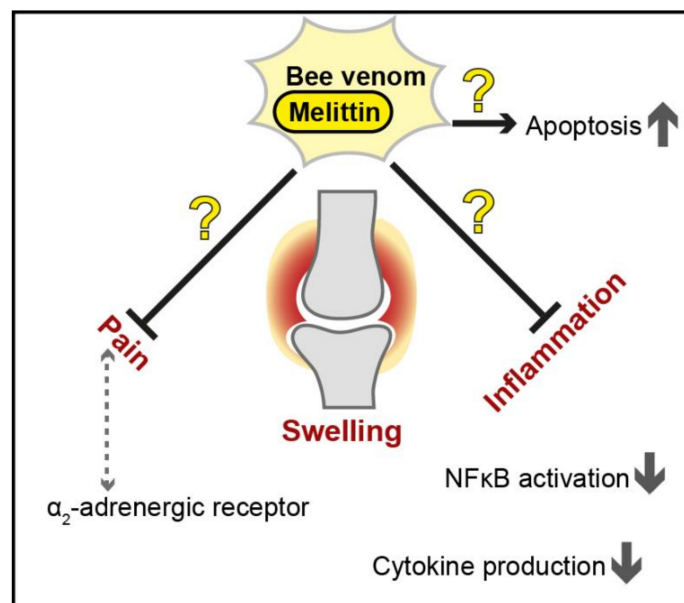 Bee venom
Melittin
?
Apoptosis
?
?
Pain
Inflammation
Swelling
NFκB activation
α₂-adrenergic receptor
Cytokine production